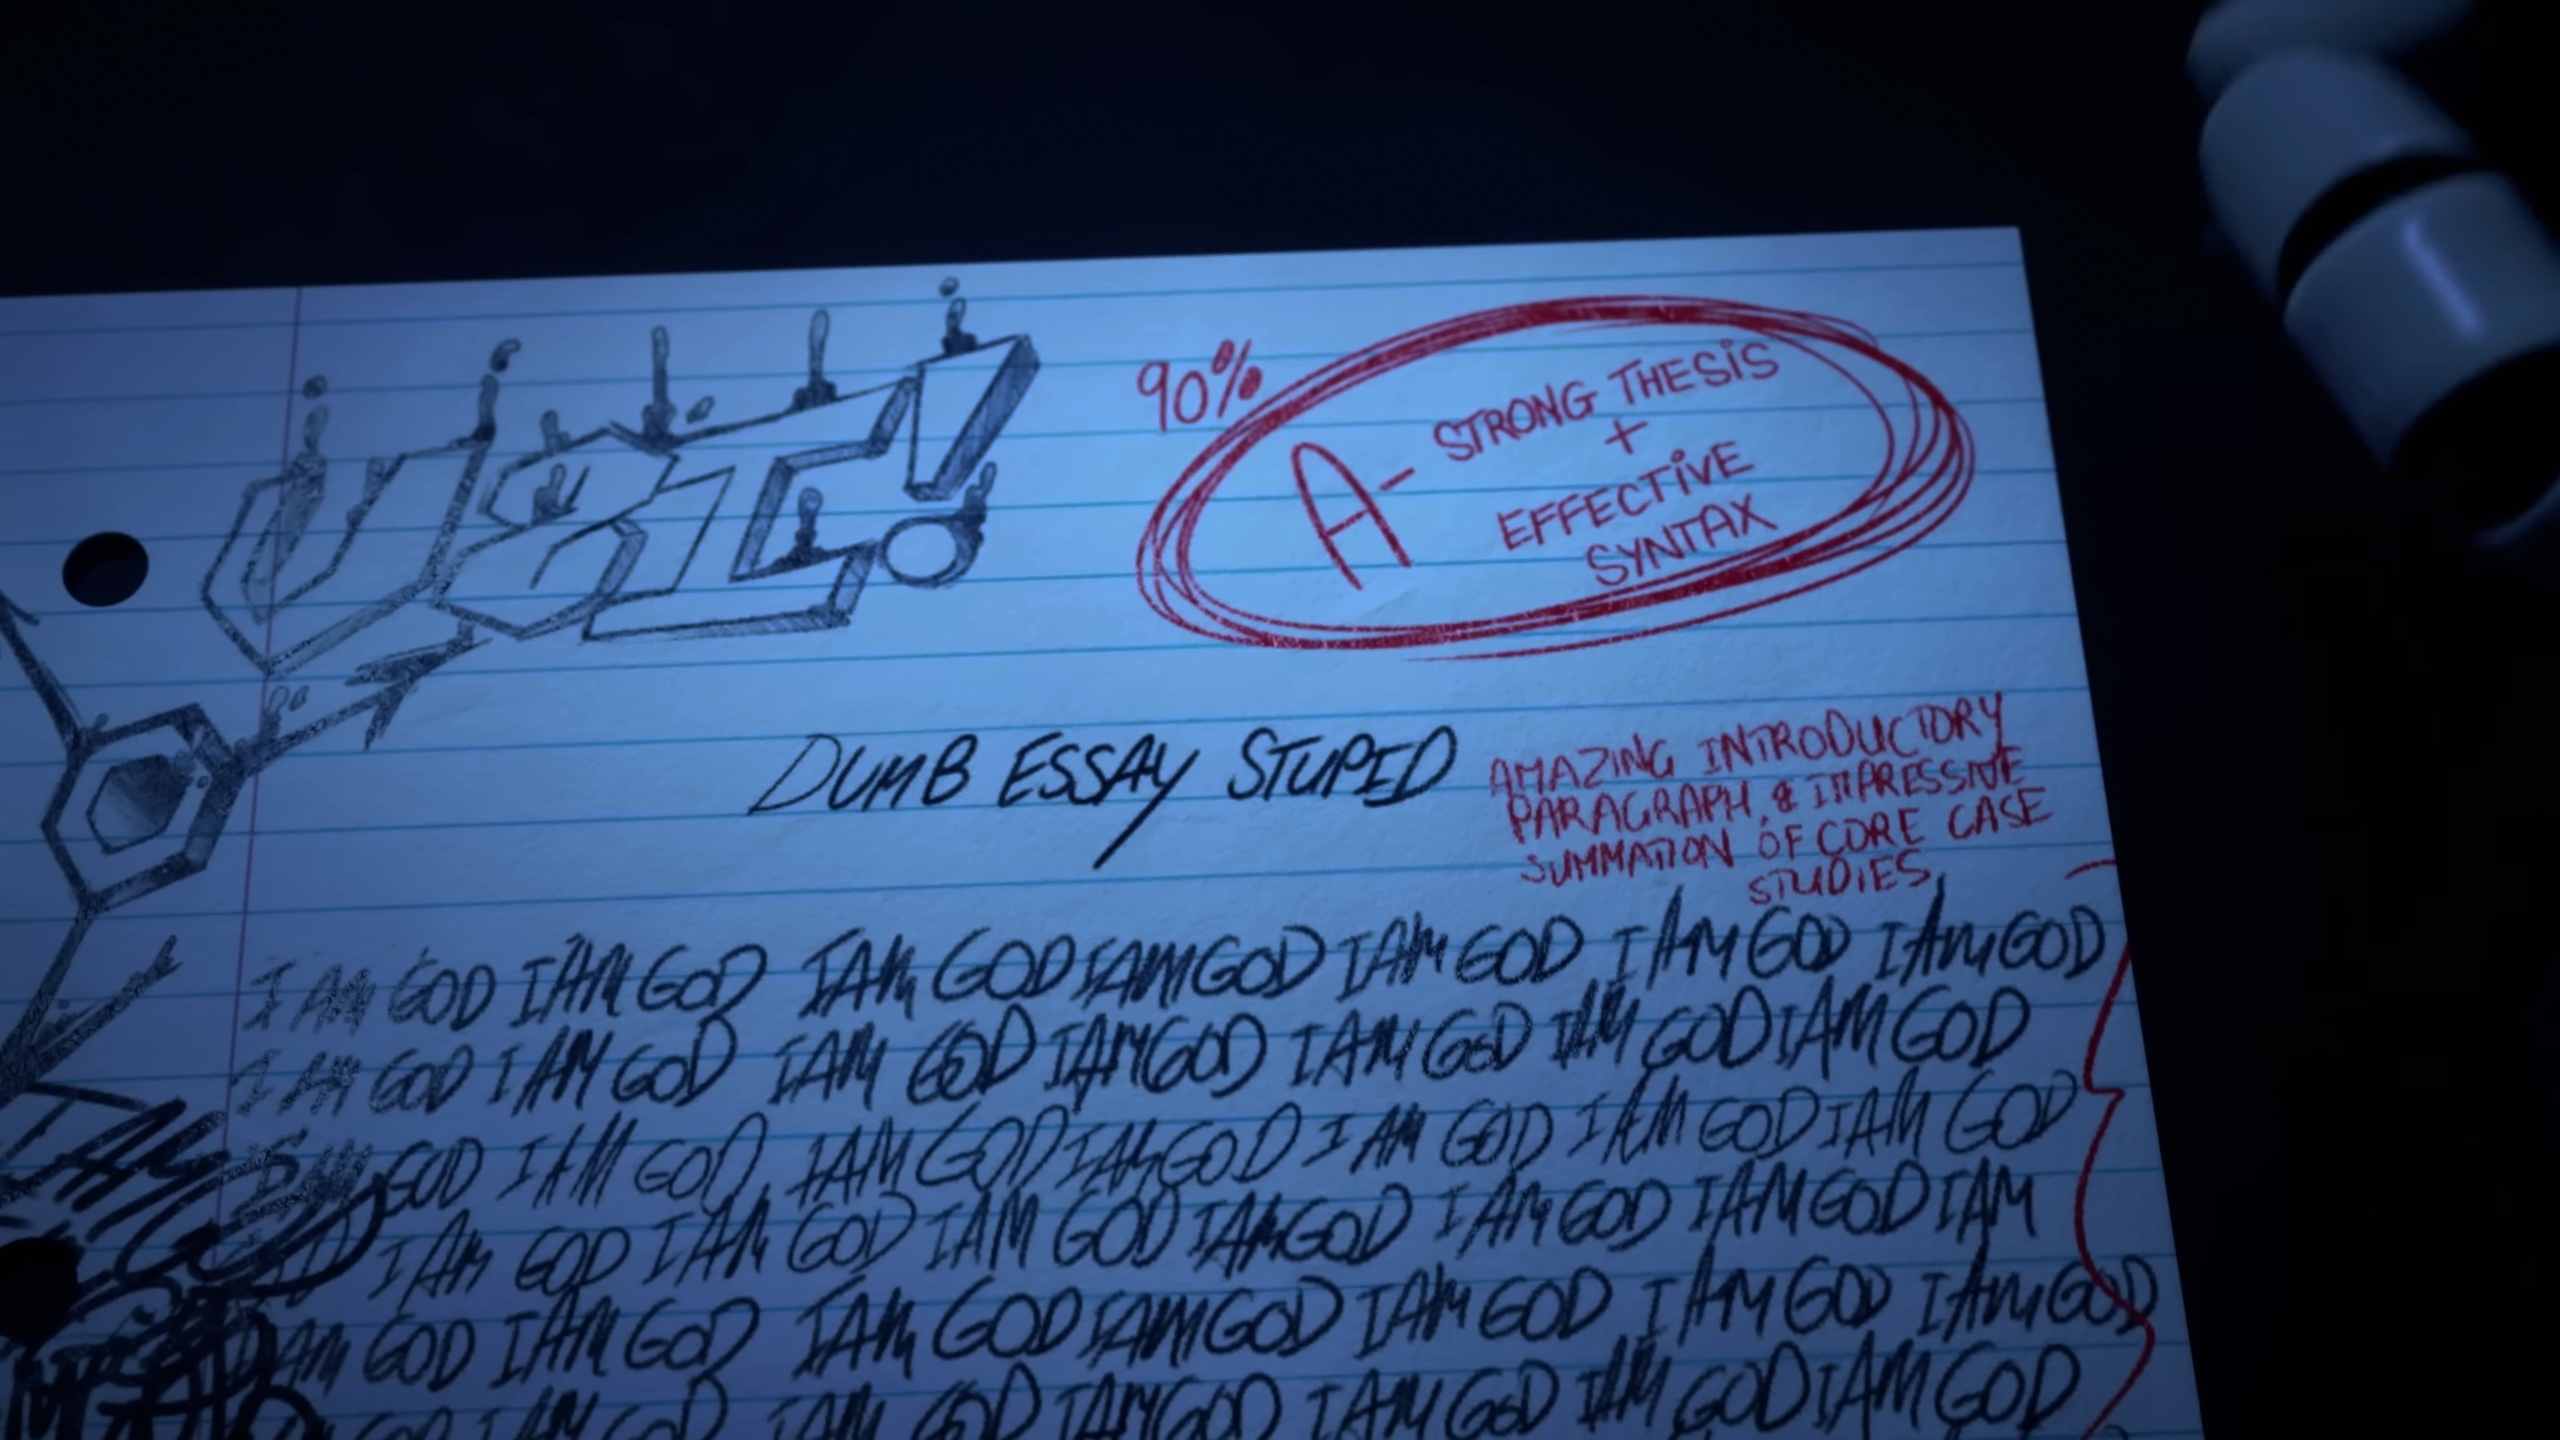 UZI!
90%
A- STRONG THESIS
+
EFFECTIVE
SYNTAX
DUMB ESSAY STUPID
AMAZING INTRODUCTORY
PARAGRAPH, & IMPRESSIVE
SUMMATION OF CORE CASE
STUDIES
I AM GOD I AM GOD I AM GOD I AM GOD I AM GOD I AM GOD I AM GOD
I AM GOD I AM GOD I AM GOD I AM GOD I AM GOD I AM GOD I AM GOD
I AM GOD I AM GOD I AM GOD I AM GOD I AM GOD I AM GOD I AM GOD
I AM GOD I AM GOD I AM GOD I AM GOD I AM GOD I AM GOD I AM
I AM GOD I AM GOD I AM GOD I AM GOD I AM GOD I AM GOD I AM GOD
I AM GOD I AM GOD I AM GOD I AM GOD I AM GOD I AM GOD